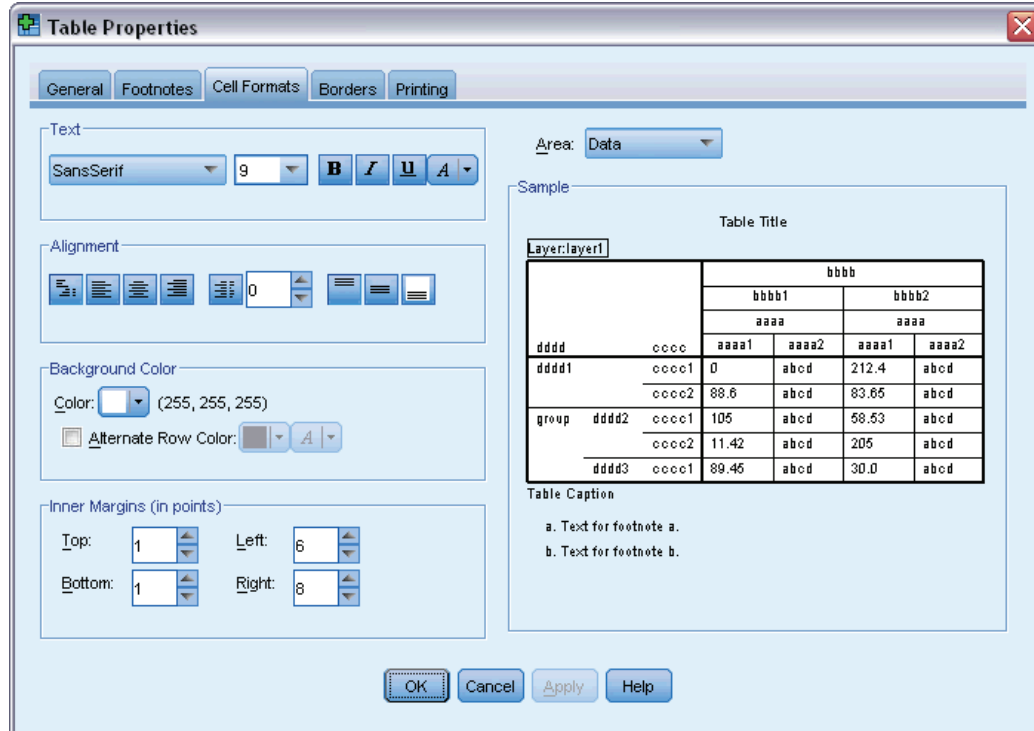 Table Properties
General Footnotes Cell Formats Borders Printing
Text
SansSerif 9 B I U A
Alignment
0
Background Color
Color: (255, 255, 255)
Alternate Row Color: A
Inner Margins (in points)
Top: 1 Left: 6
Bottom: 1 Right: 8
Area: Data
Sample
Table Title
Layer:layer1
bbbb
bbbb1 bbbb2
aaaa aaaa
dddd cccc aaaa1 aaaa2 aaaa1 aaaa2
dddd1 cccc1 0 abcd 212.4 abcd
cccc2 88.6 abcd 83.65 abcd
group dddd2 cccc1 105 abcd 58.53 abcd
cccc2 11.42 abcd 205 abcd
dddd3 cccc1 89.45 abcd 30.0 abcd
Table Caption
a. Text for footnote a.
b. Text for footnote b.
OK Cancel Apply Help